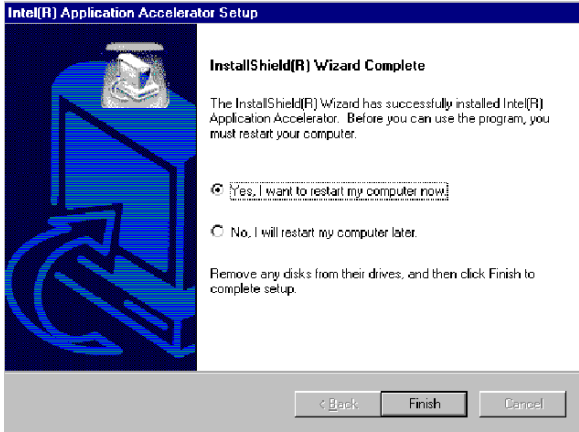 Intel(R) Application Accelerator Setup
InstallShield(R) Wizard Complete
The InstallShield(R) Wizard has successfully installed Intel(R)
Application Accelerator. Before you can use the program, you
must restart your computer.
Yes, I want to restart my computer now.
No, I will restart my computer later.
Remove any disks from their drives, and then click Finish to
complete setup.
< Back
Finish
Cancel